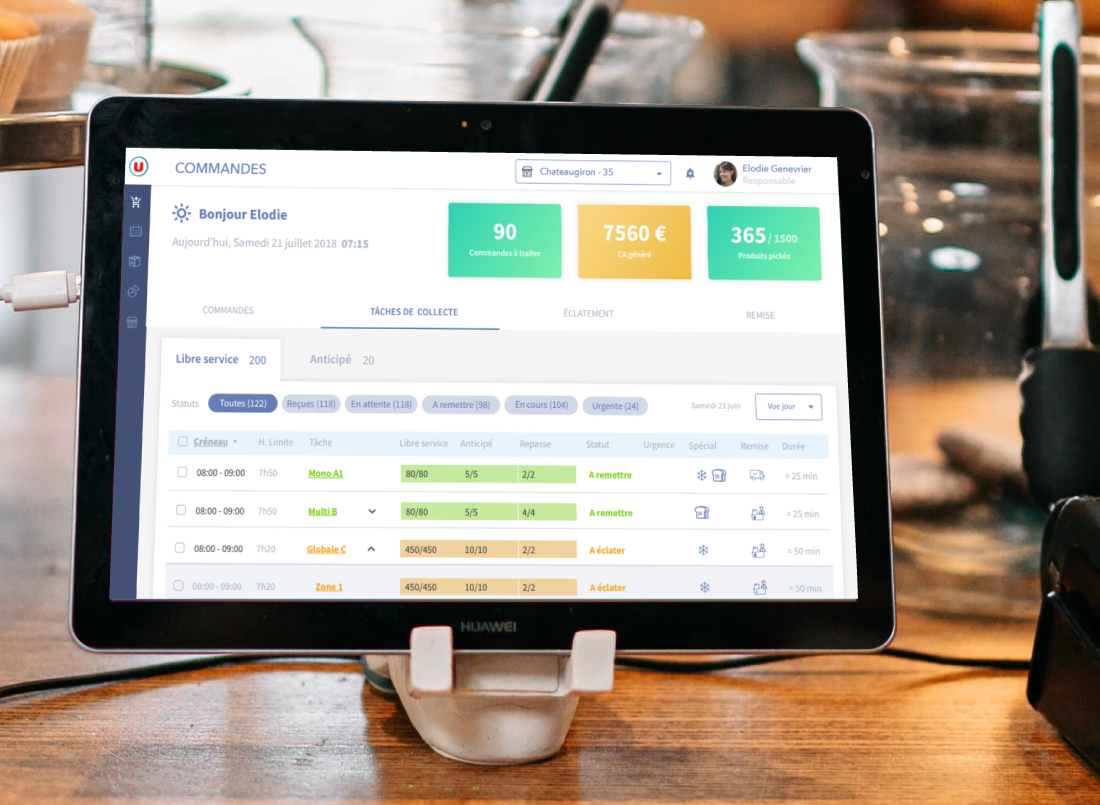 U
COMMANDES
Chateaugiron - 35
Elodie Genevrier
Responsable
Bonjour Elodie
Aujourd'hui, Samedi 21 juillet 2018 07:15
90
Commandes à traiter
7560 €
CA généré
365 / 1500
Produits pickés
COMMANDES TÂCHES DE COLLECTE ÉCLATEMENT REMISE
Libre service 200 Anticipé 20
Statuts Toutes (122) Reçues (118) En attente (118) A remettre (98) En cours (104) Urgente (24) Samedi 21 juin Vue jour
Créneau H. Limite Tâche Libre service Anticipé Repasse Statut Urgence Spécial Remise Durée
08:00 - 09:00 7h50 Mono A1 80/80 5/5 2/2 A remettre = 25 min
08:00 - 09:00 7h50 Multi B 80/80 5/5 4/4 A remettre = 25 min
08:00 - 09:00 7h20 Globale C 450/450 10/10 2/2 A éclater = 50 min
08:00 - 09:00 7h20 Zone 1 450/450 10/10 2/2 A éclater = 50 min
HUAWEI